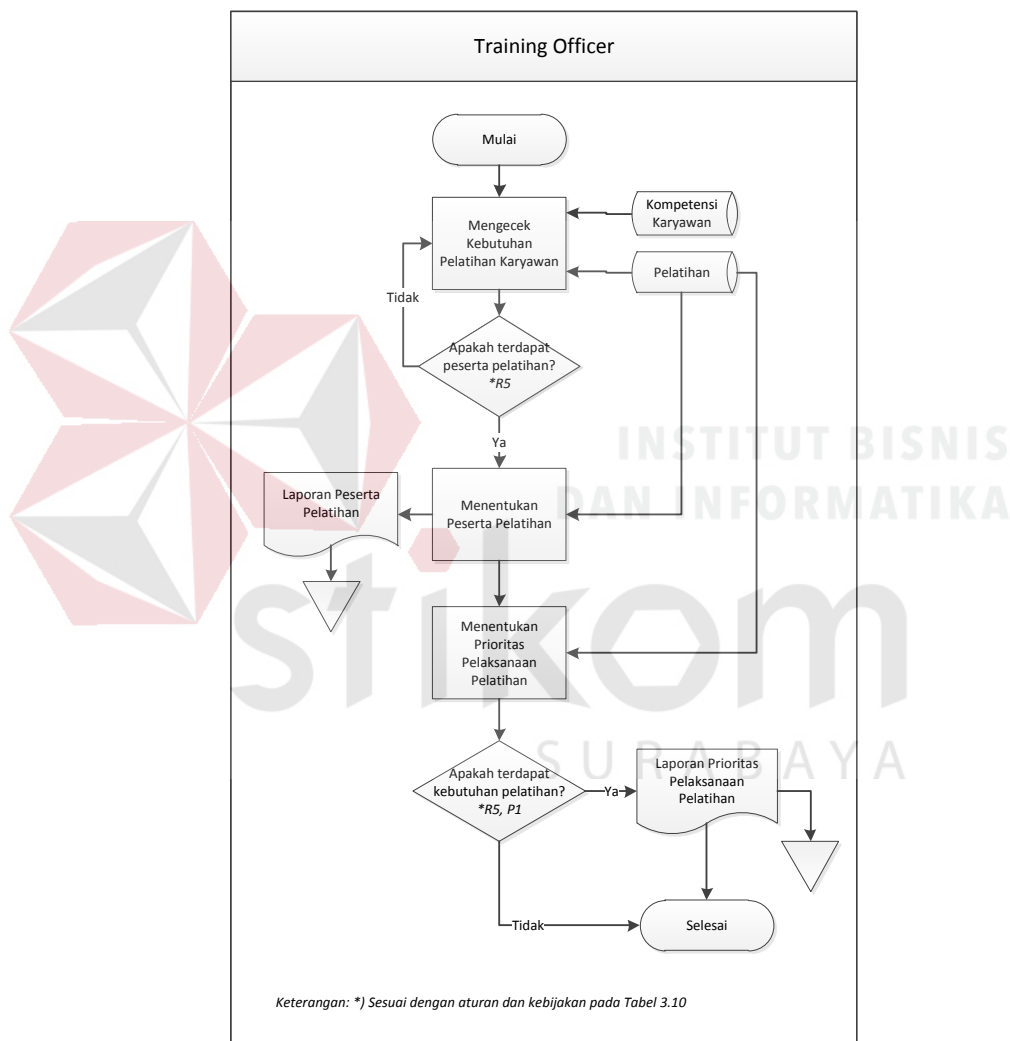 Training Officer
Mulai
Mengecek
Kebutuhan
Pelatihan Karyawan
Kompetensi
Karyawan
Pelatihan
Tidak
Apakah terdapat
peserta pelatihan?
*R5
Ya
Laporan Peserta
Pelatihan
Menentukan
Peserta Pelatihan
INSTITUT BISNIS
DAN INFORMATIKA
stikom
SURABAYA
Menentukan
Prioritas
Pelaksanaan
Pelatihan
Apakah terdapat
kebutuhan pelatihan?
*R5, P1
Ya
Laporan Prioritas
Pelaksanaan
Pelatihan
Tidak
Selesai
Keterangan: *) Sesuai dengan aturan dan kebijakan pada Tabel 3.10